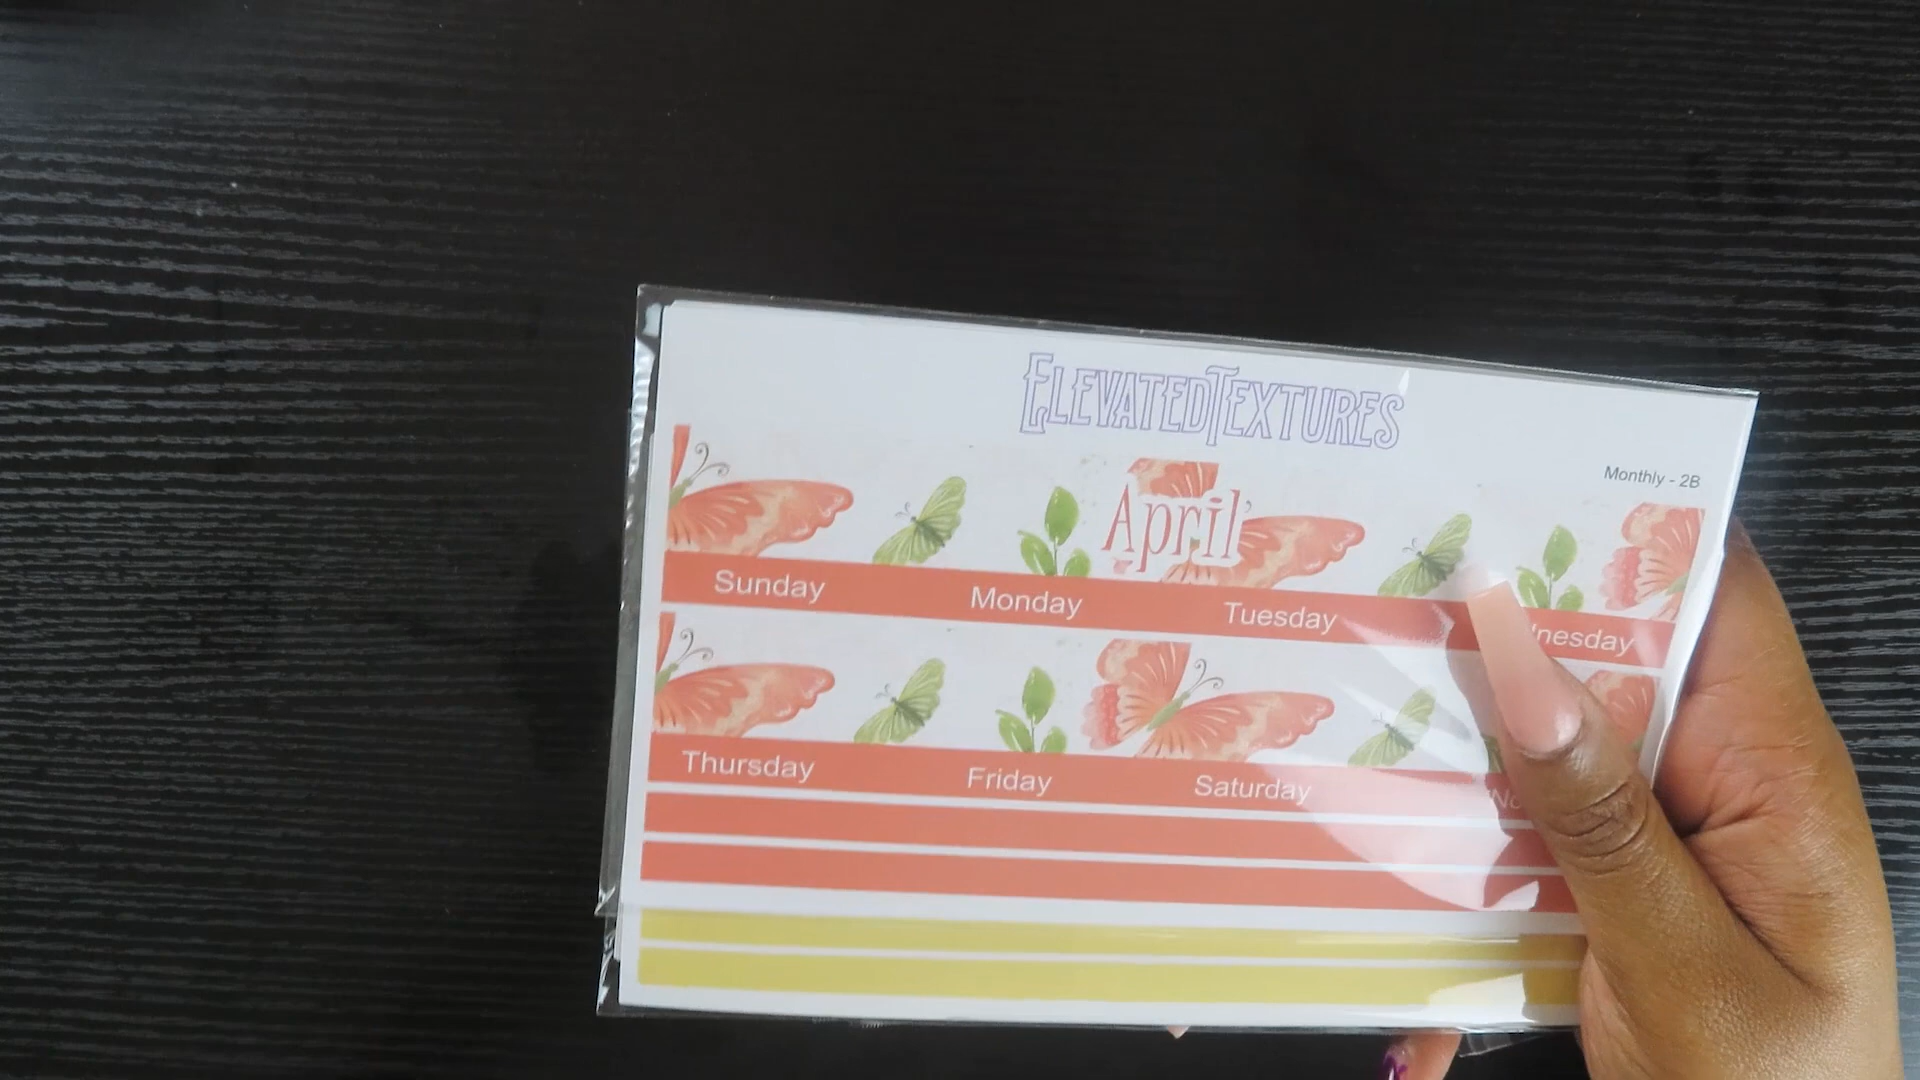 ElevatedTextures
Monthly - 2B
April
Sunday Monday Tuesday
Thursday Friday Saturday